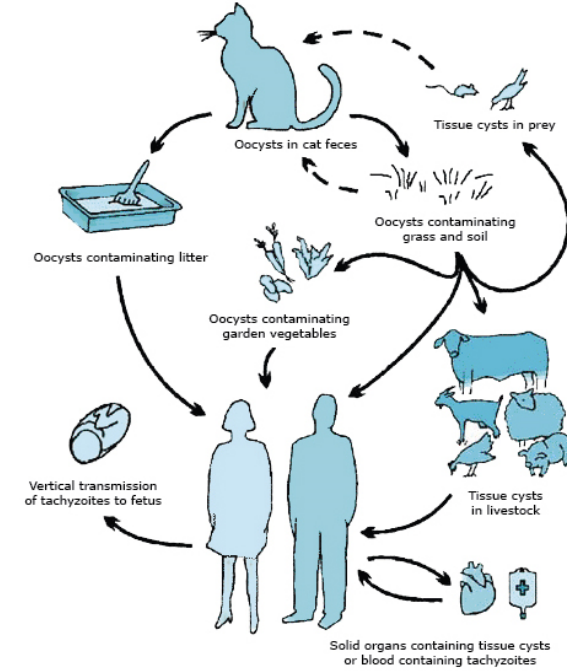 Oocysts in cat feces
Tissue cysts in prey
Oocysts contaminating
grass and soil
Oocysts contaminating litter
Oocysts contaminating
garden vegetables
Tissue cysts
in livestock
Vertical transmission
of tachyzoites to fetus
Solid organs containing tissue cysts
or blood containing tachyzoites